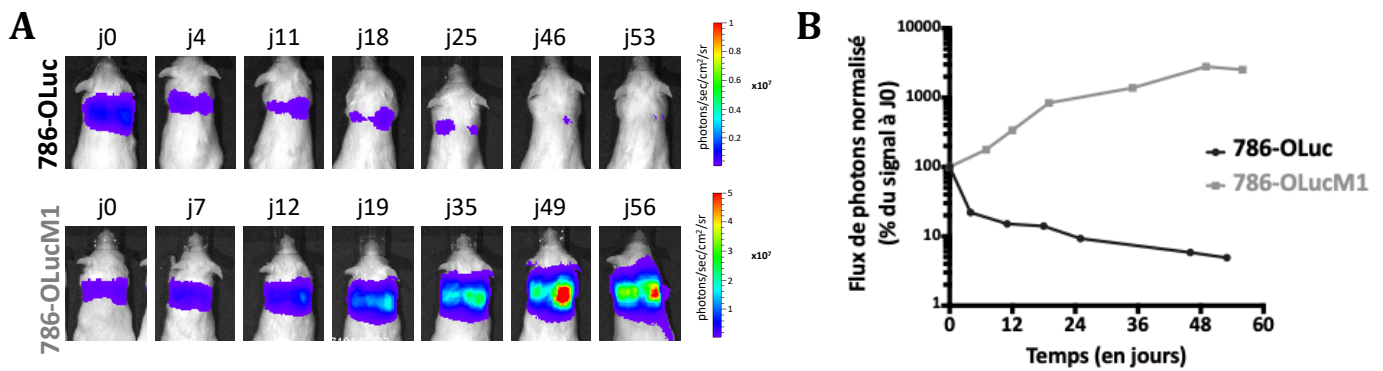 A
j0 j4 j11 j18 j25 j46 j53
786-OLuc
1
0.8
0.6
0.4
0.2
x10⁷
photons/sec/cm²/sr
j0 j7 j12 j19 j35 j49 j56
786-OLucM1
5
4
3
2
1
x10⁷
photons/sec/cm²/sr
B
Flux de photons normalisé
(% du signal à J0)
10000
1000
100
10
1
0 12 24 36 48 60
Temps (en jours)
786-OLuc
786-OLucM1